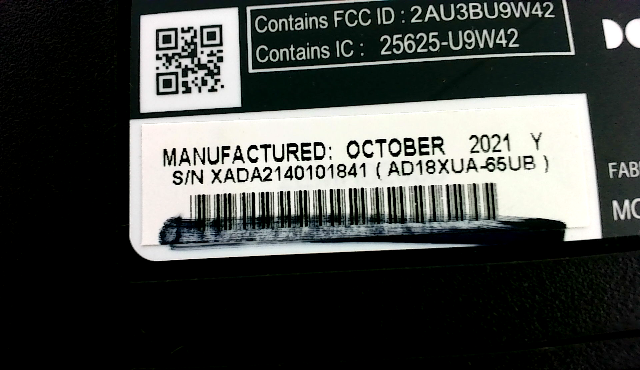 Contains FCC ID : 2AU3BU9W42
Contains IC : 25625-U9W42
MANUFACTURED: OCTOBER 2021 Y
S/N XADA2140101841 ( AD18XUA-65UB )